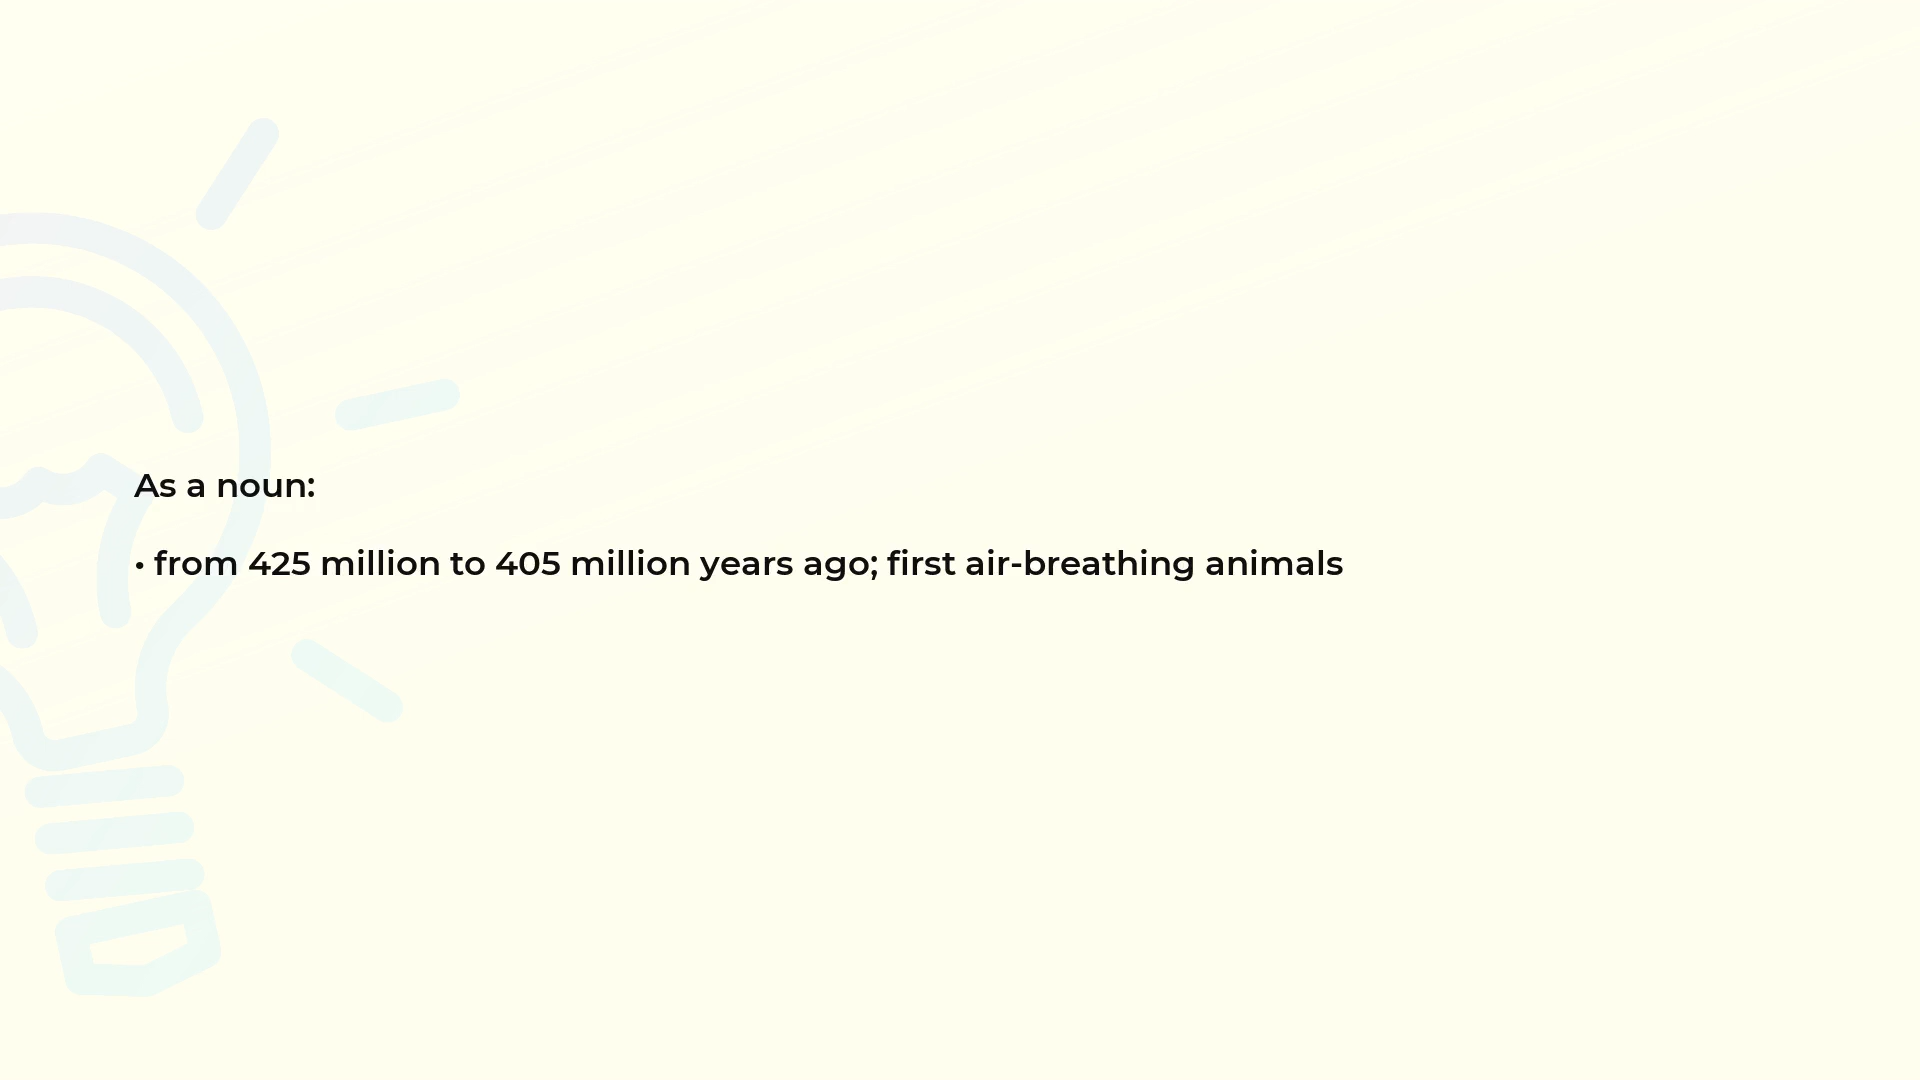 As a noun:
• from 425 million to 405 million years ago; first air-breathing animals